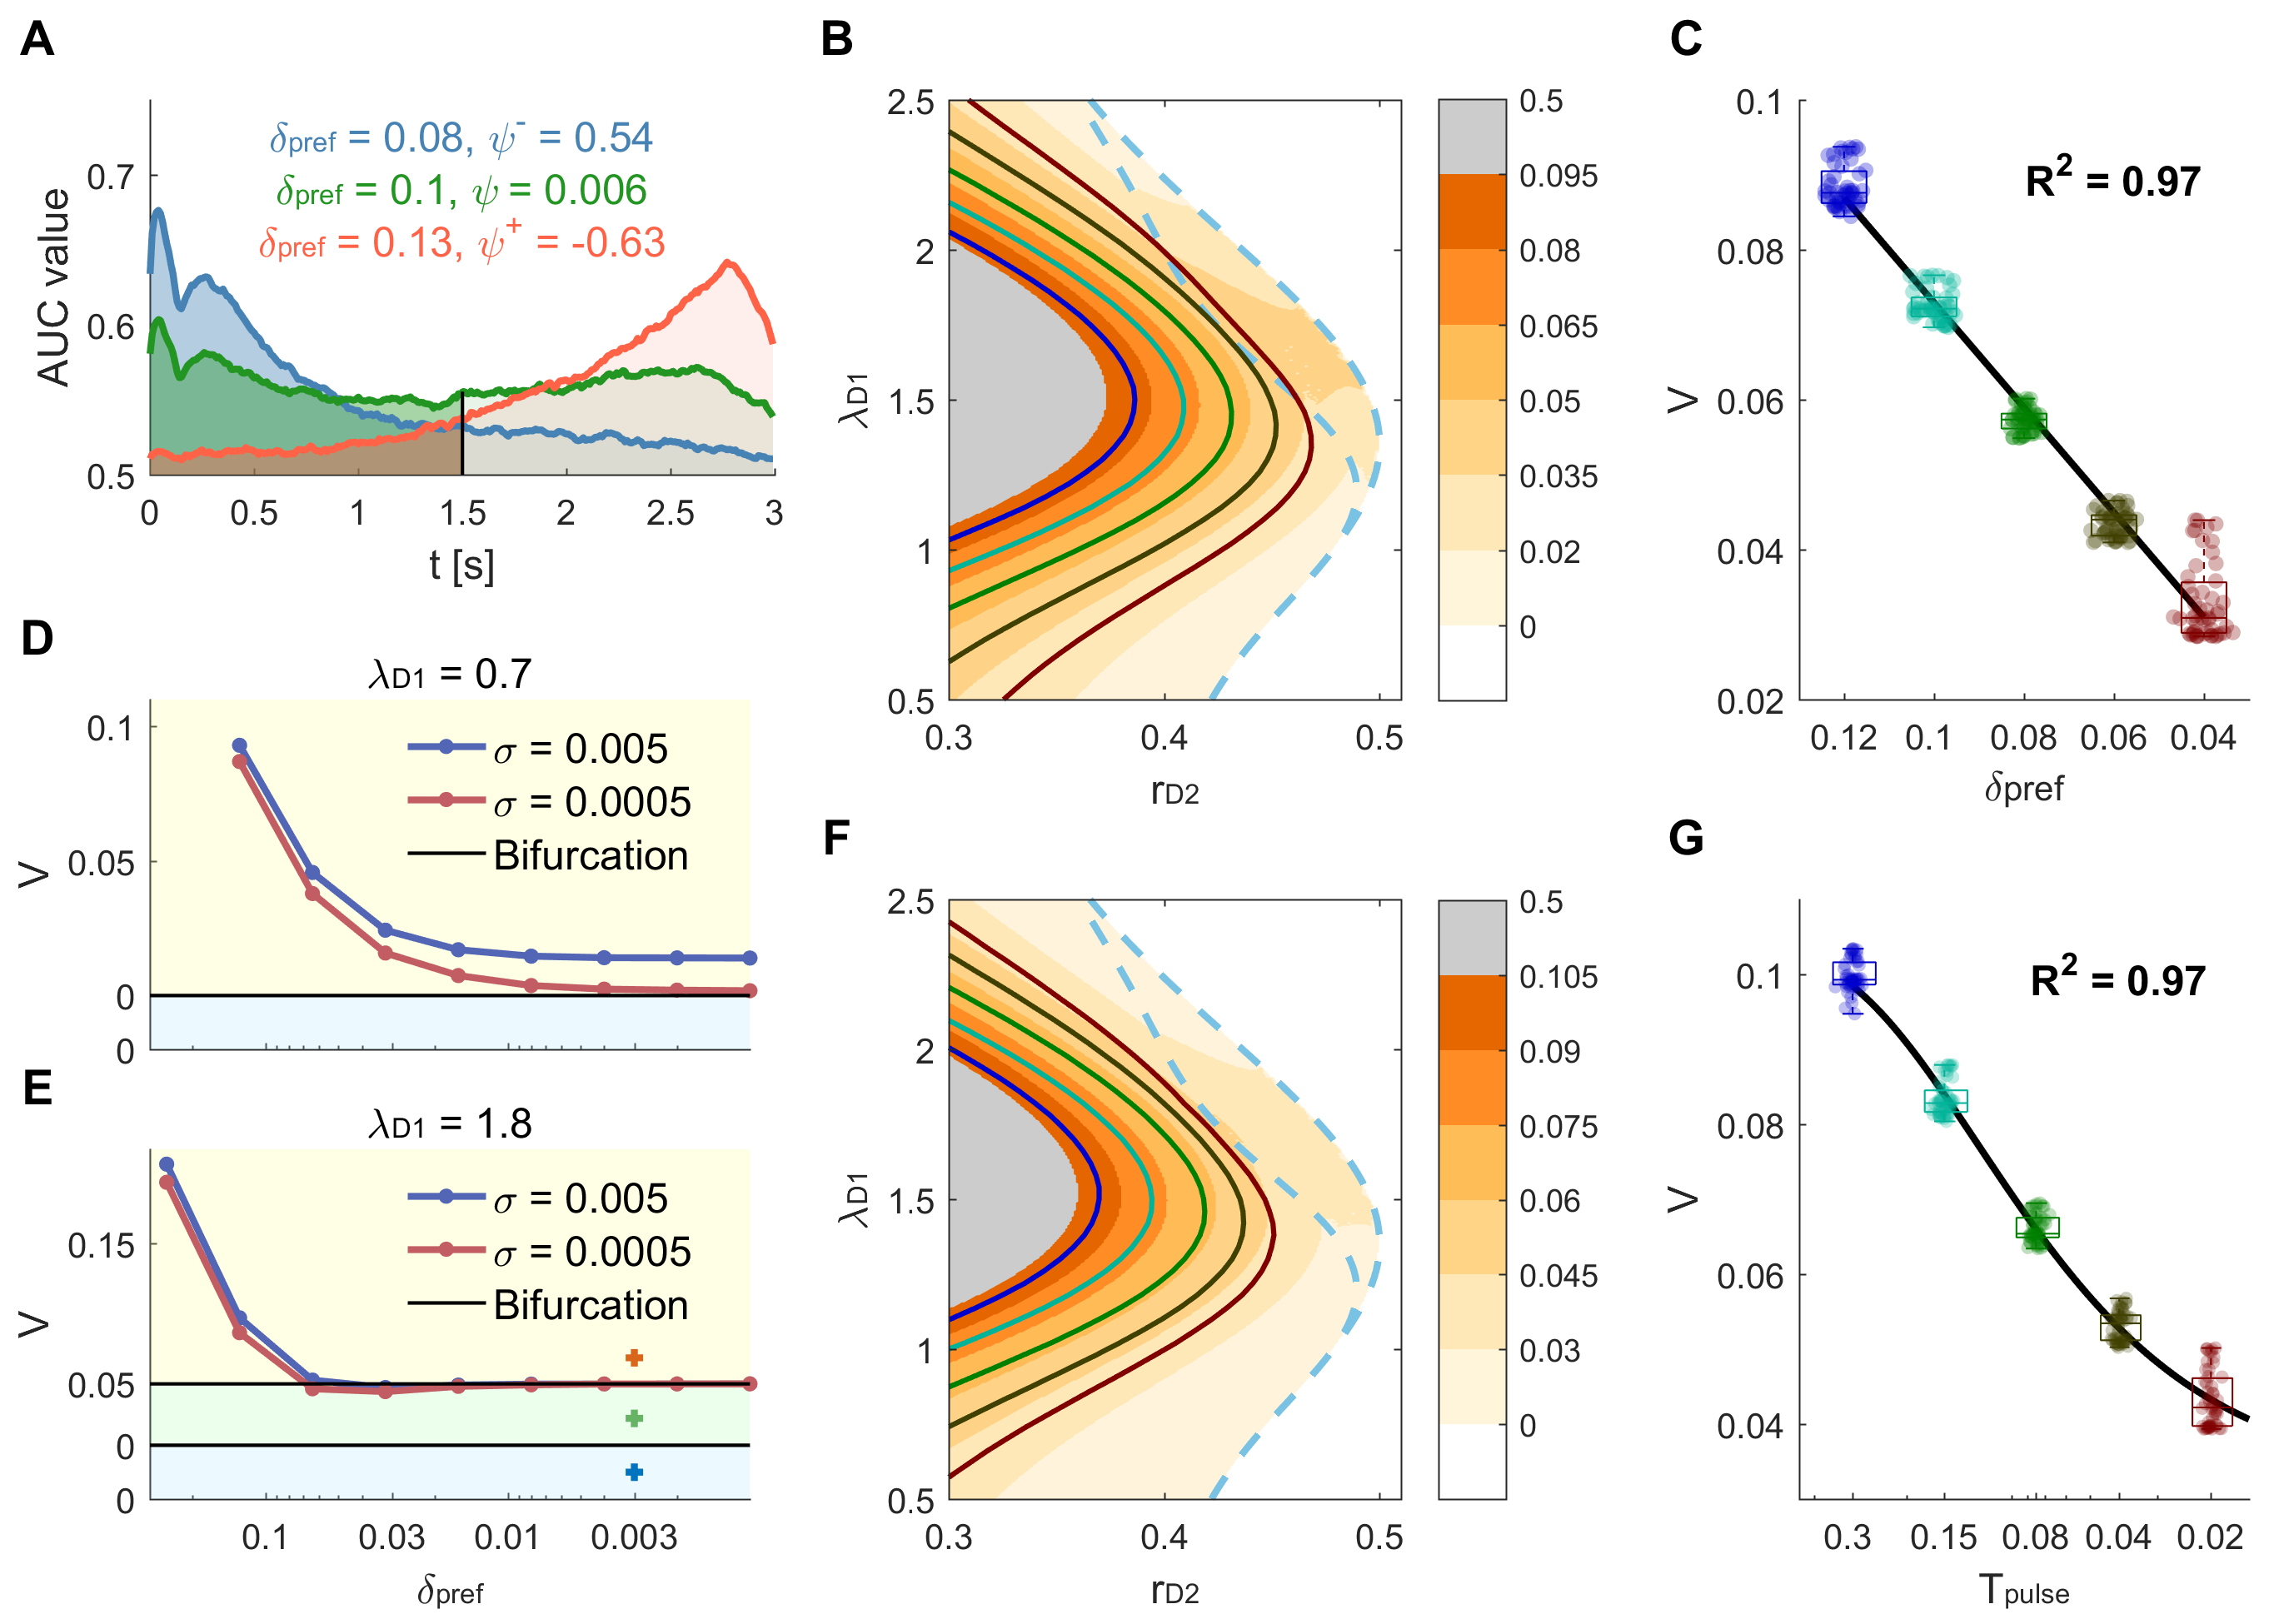 A
δpref = 0.08, ψ- = 0.54
δpref = 0.1, ψ = 0.006
δpref = 0.13, ψ+ = -0.63
AUC value
0.7
0.6
0.5
0 0.5 1 1.5 2 2.5 3
t [s]
B
2.5
2
1.5
1
0.5
λD1
0.3 0.4 0.5
rD2
0.5
0.095
0.08
0.065
0.05
0.035
0.02
0
C
R2 = 0.97
0.1
0.08
0.06
0.04
0.02
V
0.12 0.1 0.08 0.06 0.04
δpref
D
λD1 = 0.7
σ = 0.005
σ = 0.0005
Bifurcation
0.1
0.05
0
0
V
E
λD1 = 1.8
σ = 0.005
σ = 0.0005
Bifurcation
0.15
0.05
0
0
V
0.1 0.03 0.01 0.003
δpref
F
2.5
2
1.5
1
0.5
λD1
0.3 0.4 0.5
rD2
0.5
0.105
0.09
0.075
0.06
0.045
0.03
0
G
R2 = 0.97
0.1
0.08
0.06
0.04
V
0.3 0.15 0.08 0.04 0.02
Tpulse